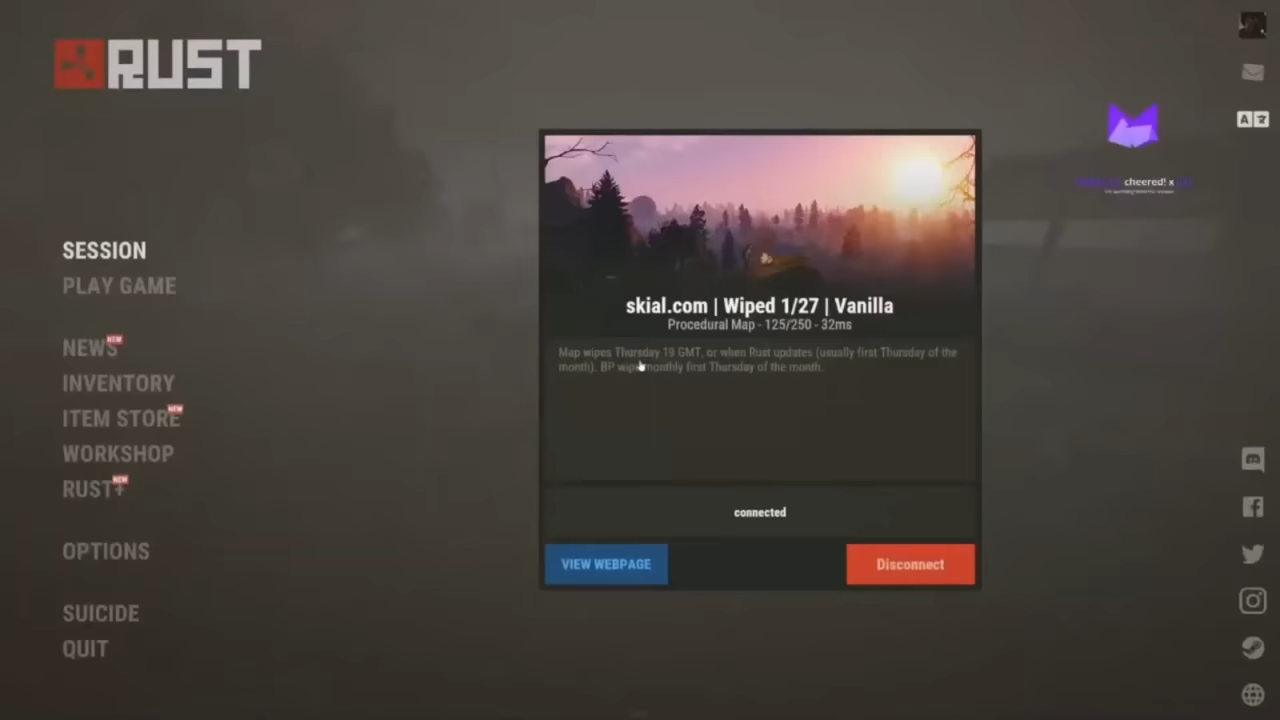 RUST
SESSION
PLAY GAME
NEWS NEW
INVENTORY
ITEM STORE NEW
WORKSHOP
RUST+ NEW
OPTIONS
SUICIDE
QUIT
skial.com | Wiped 1/27 | Vanilla
Procedural Map - 125/250 - 32ms
Map wipes Thursday 19 GMT, or when Rust updates (usually first Thursday of the
month). BP wipe monthly first Thursday of the month.
connected
VIEW WEBPAGE
Disconnect
cheered! x
A